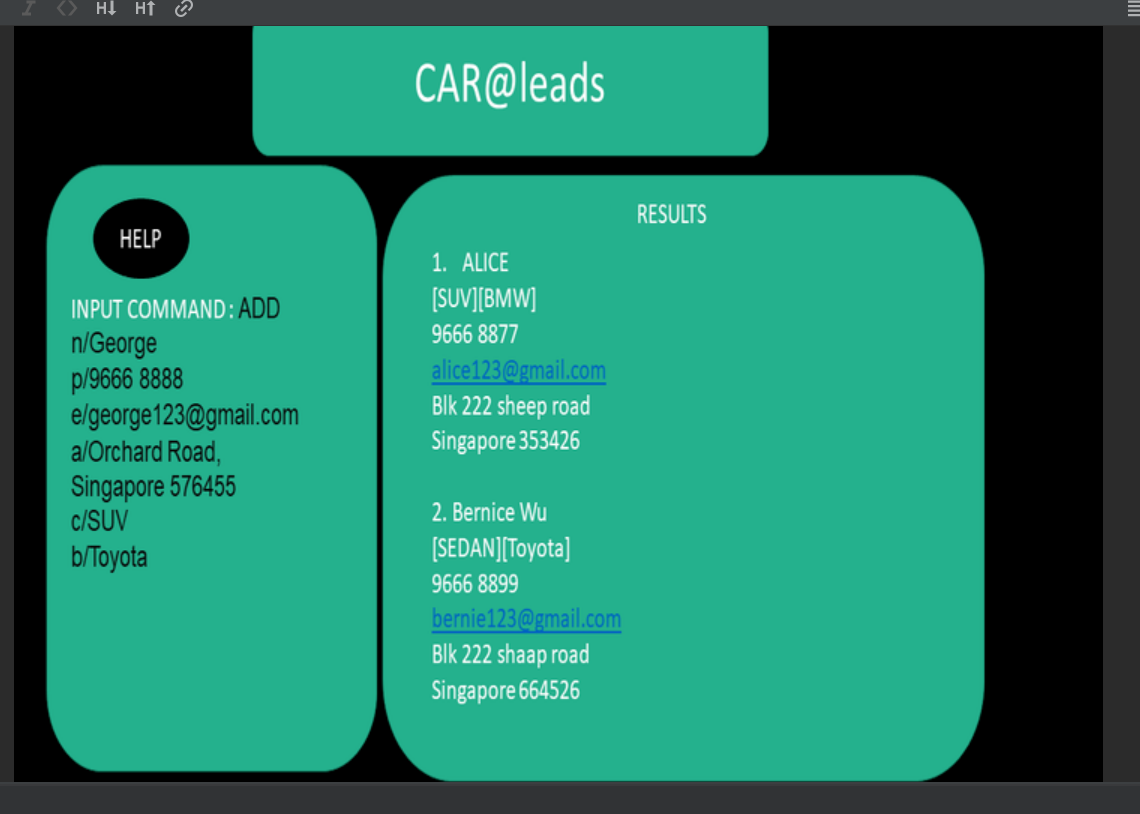 H↓ H↑
CAR@leads
HELP
INPUT COMMAND : ADD
n/George
p/9666 8888
e/george123@gmail.com
a/Orchard Road,
Singapore 576455
c/SUV
b/Toyota
RESULTS
1. ALICE
[SUV][BMW]
9666 8877
alice123@gmail.com
Blk 222 sheep road
Singapore 353426
2. Bernice Wu
[SEDAN][Toyota]
9666 8899
bernie123@gmail.com
Blk 222 shaap road
Singapore 664526